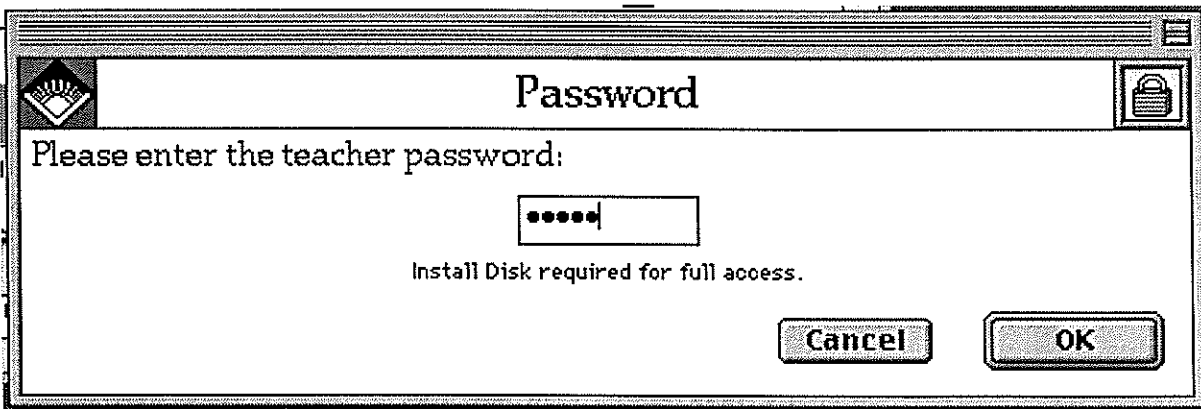 Password
Please enter the teacher password:
•••••
Install Disk required for full access.
Cancel
OK